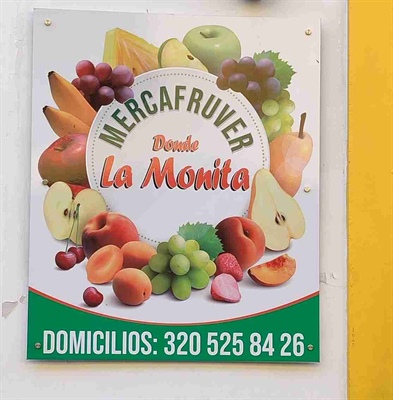 MERCAFRUVER
Donde
La Monita
DOMICILIOS: 320 525 84 26